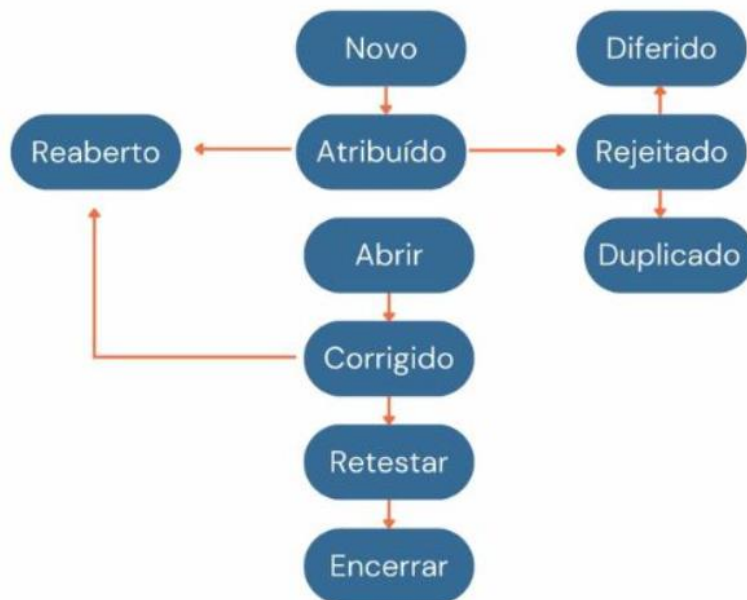 Novo
Diferido
Reaberto
Atribuído
Rejeitado
Abrir
Duplicado
Corrigido
Retestar
Encerrar